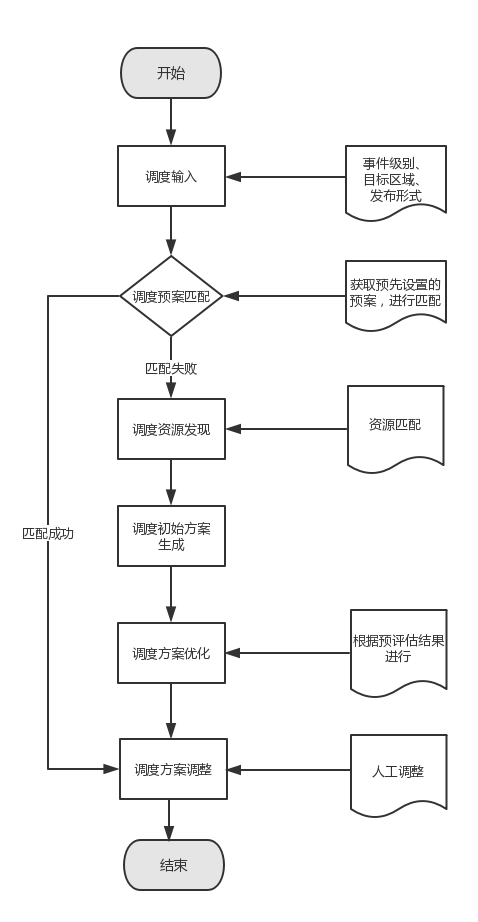 开始
调度输入
事件级别、
目标区域、
发布形式
调度预案匹配
获取预先设置的
预案，进行匹配
匹配失败
调度资源发现
资源匹配
调度初始方案
生成
匹配成功
调度方案优化
根据预评估结果
进行
调度方案调整
人工调整
结束